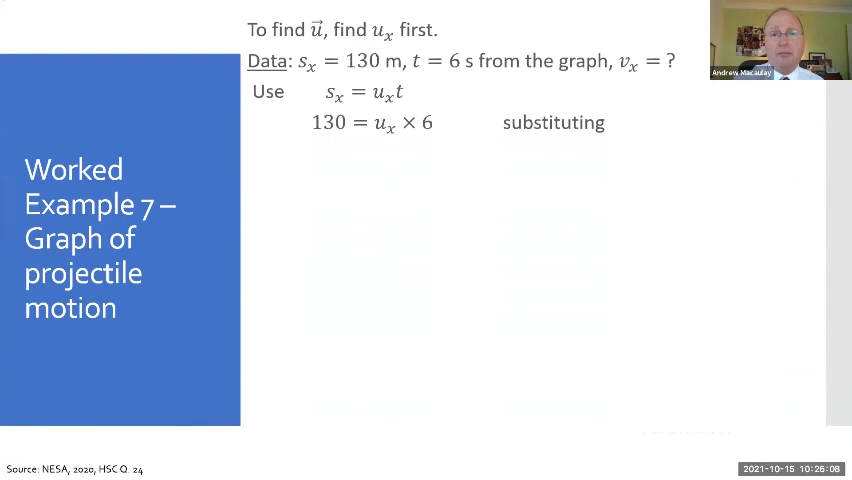 To find u⃗, find uₓ first.
Data: sₓ = 130 m, t = 6 s from the graph, vₓ = ?
Use sₓ = uₓt
130 = uₓ × 6 substituting
Worked
Example 7 –
Graph of
projectile
motion
Andrew Macaulay
Source: NESA, 2020, HSC Q. 24
2021-10-15 10:26:08